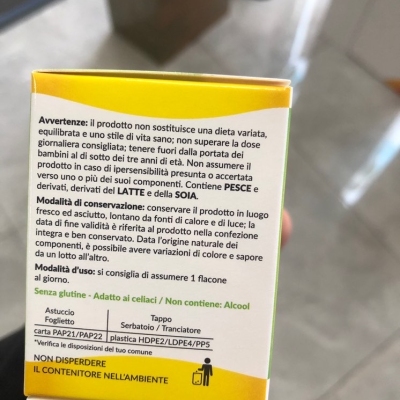 Avvertenze: il prodotto non sostituisce una dieta variata,
equilibrata e uno stile di vita sano; non superare la dose
giornaliera consigliata; tenere fuori dalla portata dei
bambini al di sotto dei tre anni di età. Non assumere il
prodotto in caso di ipersensibilità presunta o accertata
verso uno o più dei suoi componenti. Contiene PESCE e
derivati, derivati del LATTE e della SOIA.
Modalità di conservazione: conservare il prodotto in luogo
fresco ed asciutto, lontano da fonti di calore e di luce; la
data di fine validità è riferita al prodotto nella confezione
integra e ben conservato. Data l'origine naturale dei
componenti, è possibile avere variazioni di colore e sapore
da un lotto all'altro.
Modalità d'uso: si consiglia di assumere 1 flacone
al giorno.
Senza glutine - Adatto ai celiaci / Non contiene: Alcool
Astuccio Tappo
Foglietto Serbatoio / Tranciatore
carta PAP21/PAP22 plastica HDPE2/LDPE4/PP5
*Verifica le disposizioni del tuo comune
NON DISPERDERE
IL CONTENITORE NELL'AMBIENTE